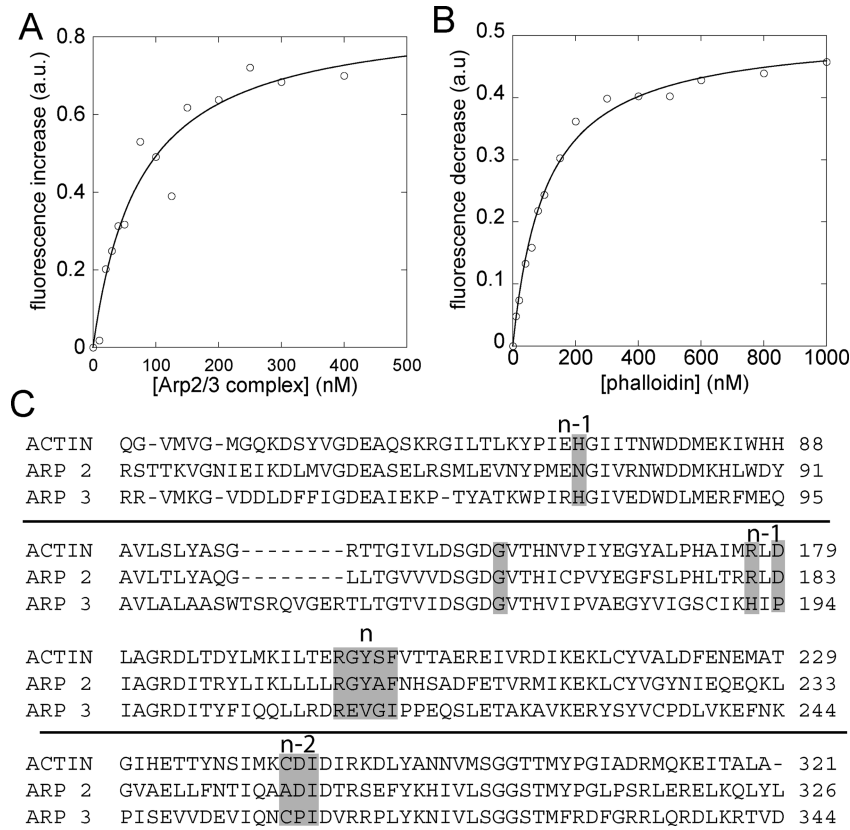 A
0.8
0.6
0.4
0.2
0
fluorescence increase (a.u.)
0 100 200 300 400 500
[Arp2/3 complex] (nM)
B
0.5
0.4
0.3
0.2
0.1
0
fluorescence decrease (a.u)
0 200 400 600 800 1000
[phalloidin] (nM)
C
n-1
ACTIN QG-VMVG-MGQKDSYVGDEAQSKRGILTLKYPIEHGIITNWDDMEKIWHH 88
ARP 2 RSTTKVGNIEIKDLMVGDEASELRSMLEVNYPMENGIVRNWDDMKHLWDY 91
ARP 3 RR-VMKG-VDDLDFFIGDEAIEKP-TYATKWPIRHGIVEDWDLMERFMEQ 95
n-1
ACTIN AVLSLYASG--------RTTGIVLDSGDGVTHNVPIYEGYALPHAIMRLD 179
ARP 2 AVLTLYAQG--------LLTGVVVDSGDGVTHICPVYEGFSLPHLTRRLD 183
ARP 3 AVLALAASWTSRQVGERTLTGTVIDSGDGVTHVIPVAEGYVIGSCIKHIP 194
n
ACTIN LAGRDLTDYLMKILTERGYSFVTTAEREIVRDIKEKLCYVALDFENEMAT 229
ARP 2 IAGRDITRYLIKLLLLRGYAFNHSADFETVRMIKEKLCYVGYNIEQEQKL 233
ARP 3 IAGRDITYFIQQLLRDREVGIPPEQSLETAKAVKERYSYVCPDLVKEFNK 244
n-2
ACTIN GIHETTYNSIMKCDIDIRKDLYANNVMSGGTTMYPGIADRMQKEITALA- 321
ARP 2 GVAELLFNTIQAADIDTRSEFYKHIVLSGGSTMYPGLPSRLERELKQLYL 326
ARP 3 PISEVVDEVIQNCPIDVRRPLYKNIVLSGGSTMFRDFGRRLQRDLKRTVD 344